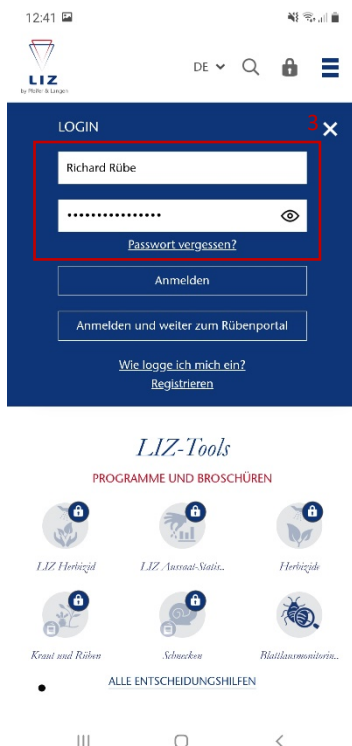 12:41
LIZ
by Pfeifer & Langen
DE
LOGIN
3
Richard Rübe
••••••••••••••••
Passwort vergessen?
Anmelden
Anmelden und weiter zum Rübenportal
Wie logge ich mich ein?
Registrieren
LIZ-Tools
PROGRAMME UND BROSCHÜREN
LIZ Herbizid
LIZ Aussaat-Statis..
Herbizide
Kraut und Rüben
Schnecken
Blattlausmonitorin..
ALLE ENTSCHEIDUNGSHILFEN